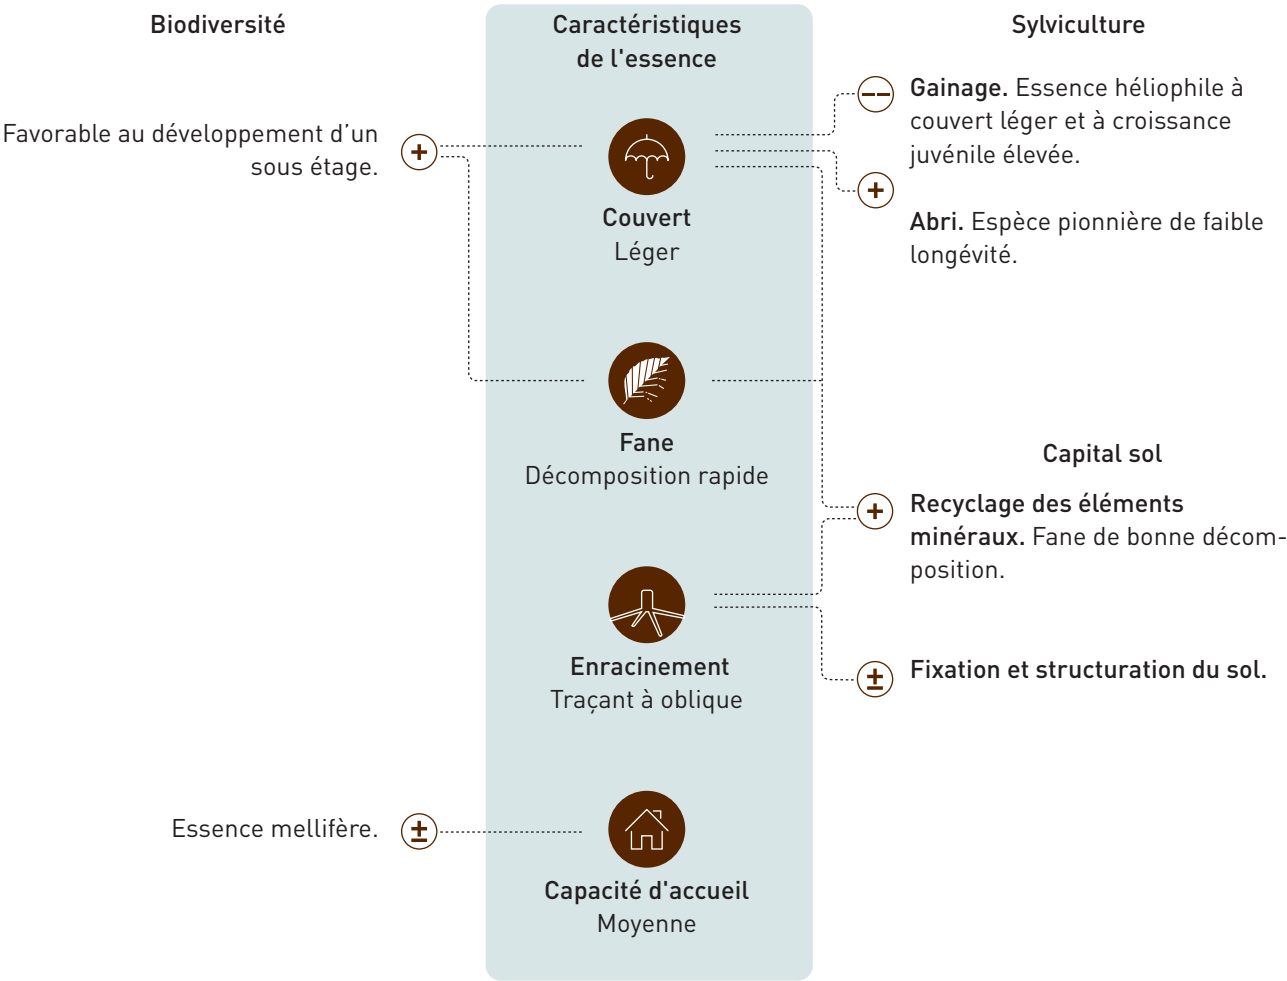 Biodiversité
Favorable au développement d’un
sous étage.
+
Essence mellifère.
±
Caractéristiques
de l'essence
Couvert
Léger
Fane
Décomposition rapide
Enracinement
Traçant à oblique
Capacité d'accueil
Moyenne
Sylviculture
−−
Gainage. Essence héliophile à
couvert léger et à croissance
juvénile élevée.
+
Abri. Espèce pionnière de faible
longévité.
Capital sol
+
Recyclage des éléments
minéraux. Fane de bonne décom-
position.
±
Fixation et structuration du sol.